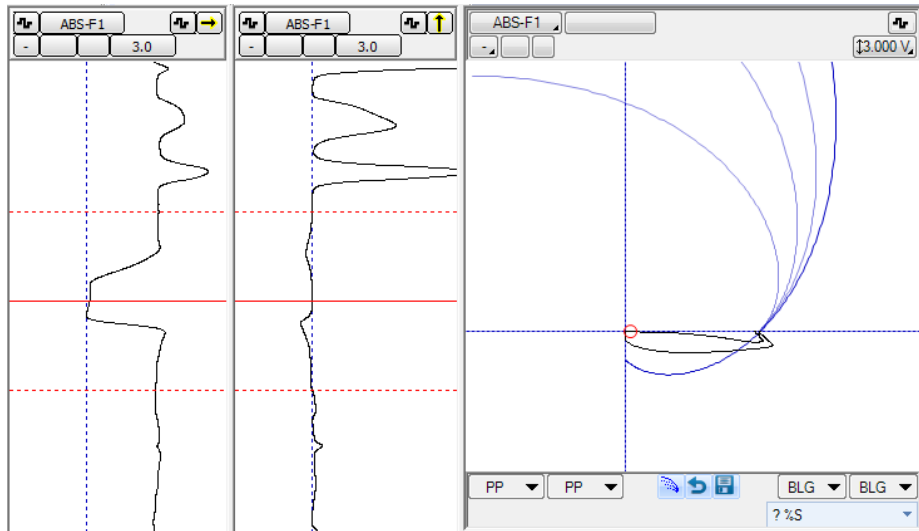 ABS-F1
- 3.0
ABS-F1
- 3.0
ABS-F1
-
3.000 V
PP PP BLG BLG
? %S